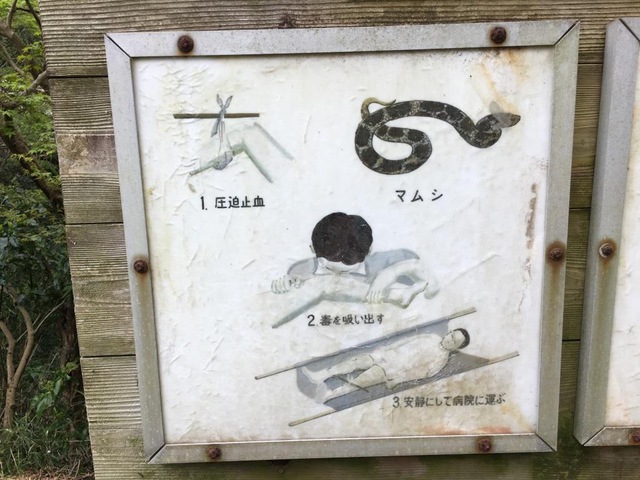 1. 圧迫止血
マムシ
2. 毒を吸い出す
3. 安静にして病院に運ぶ